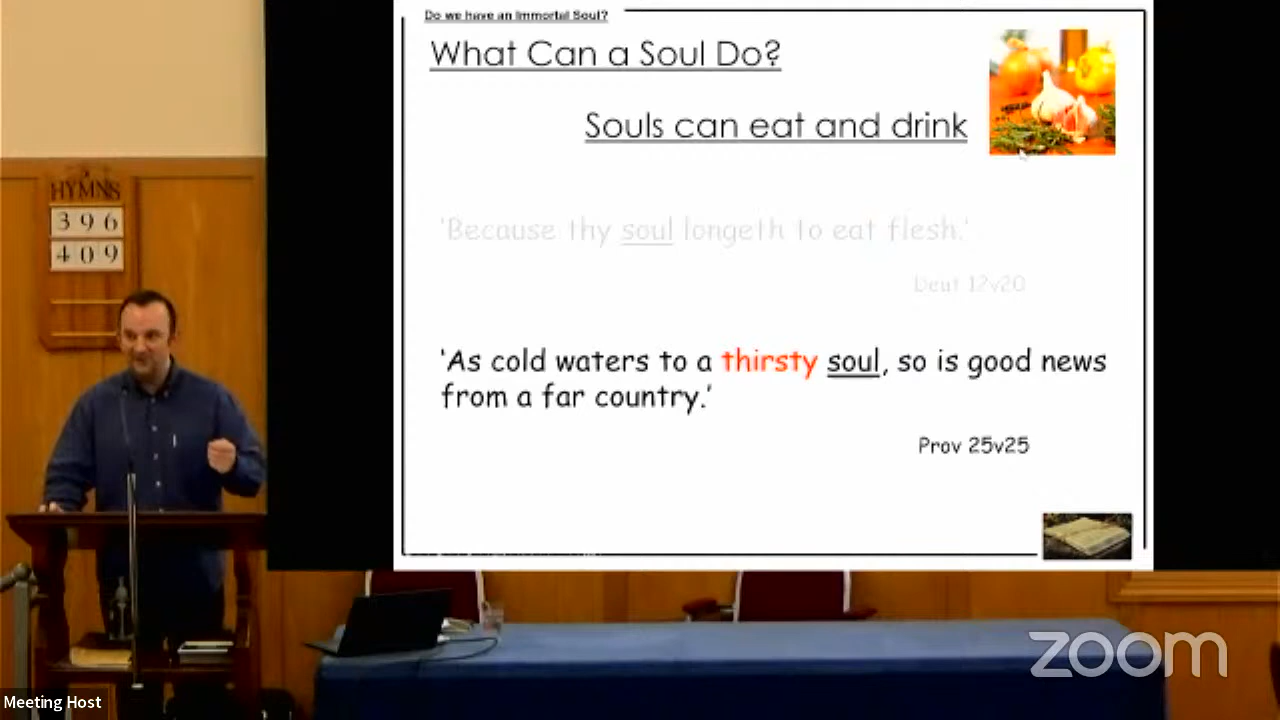 Do we have an Immortal Soul?
What Can a Soul Do?
Souls can eat and drink
HYMNS
396
409
'Because thy soul longeth to eat flesh.'
Deut 12v20
'As cold waters to a thirsty soul, so is good news
from a far country.'
Prov 25v25
zoom
Meeting Host